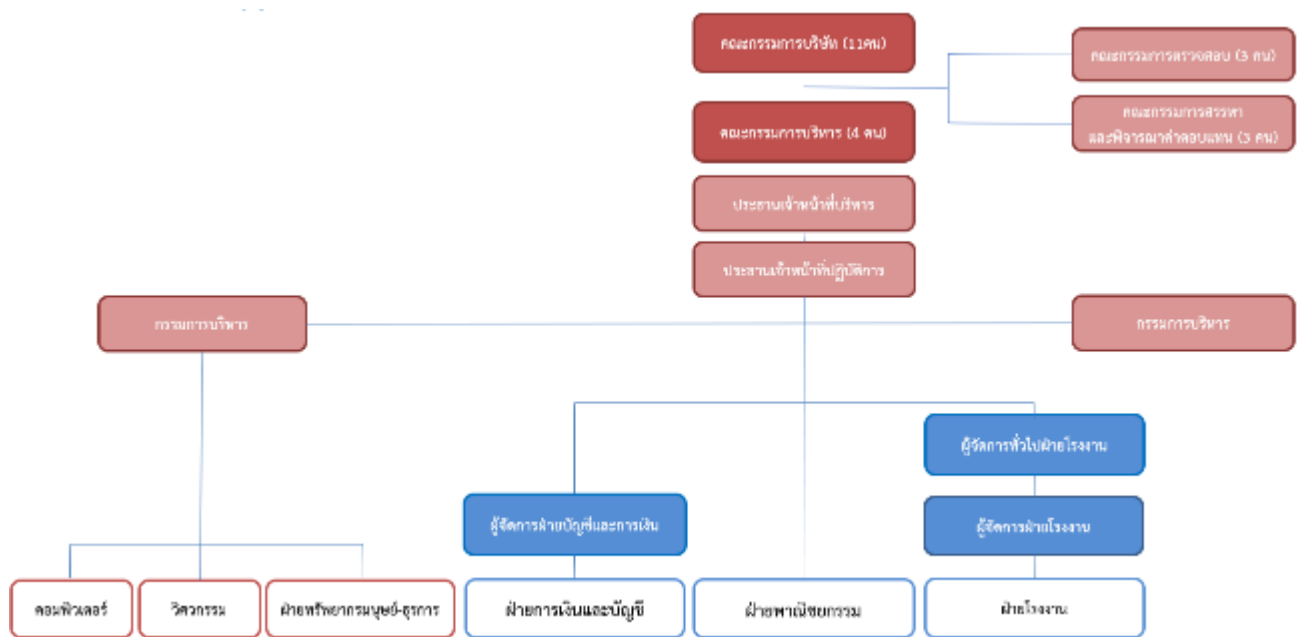 คณะกรรมการบริษัท (11คน)
คณะกรรมการตรวจสอบ (3 คน)
คณะกรรมการสรรหา
และพิจารณาค่าตอบแทน (3 คน)
คณะกรรมการบริหาร (4 คน)
ประธานเจ้าหน้าที่บริหาร
ประธานเจ้าหน้าที่ปฏิบัติการ
กรรมการบริหาร
กรรมการบริหาร
ผู้จัดการทั่วไปฝ่ายโรงงาน
ผู้จัดการฝ่ายบัญชีและการเงิน
ผู้จัดการฝ่ายโรงงาน
คอมพิวเตอร์
วิศวกรรม
ฝ่ายทรัพยากรมนุษย์-ธุรการ
ฝ่ายการเงินและบัญชี
ฝ่ายพาณิชยกรรม
ฝ่ายโรงงาน